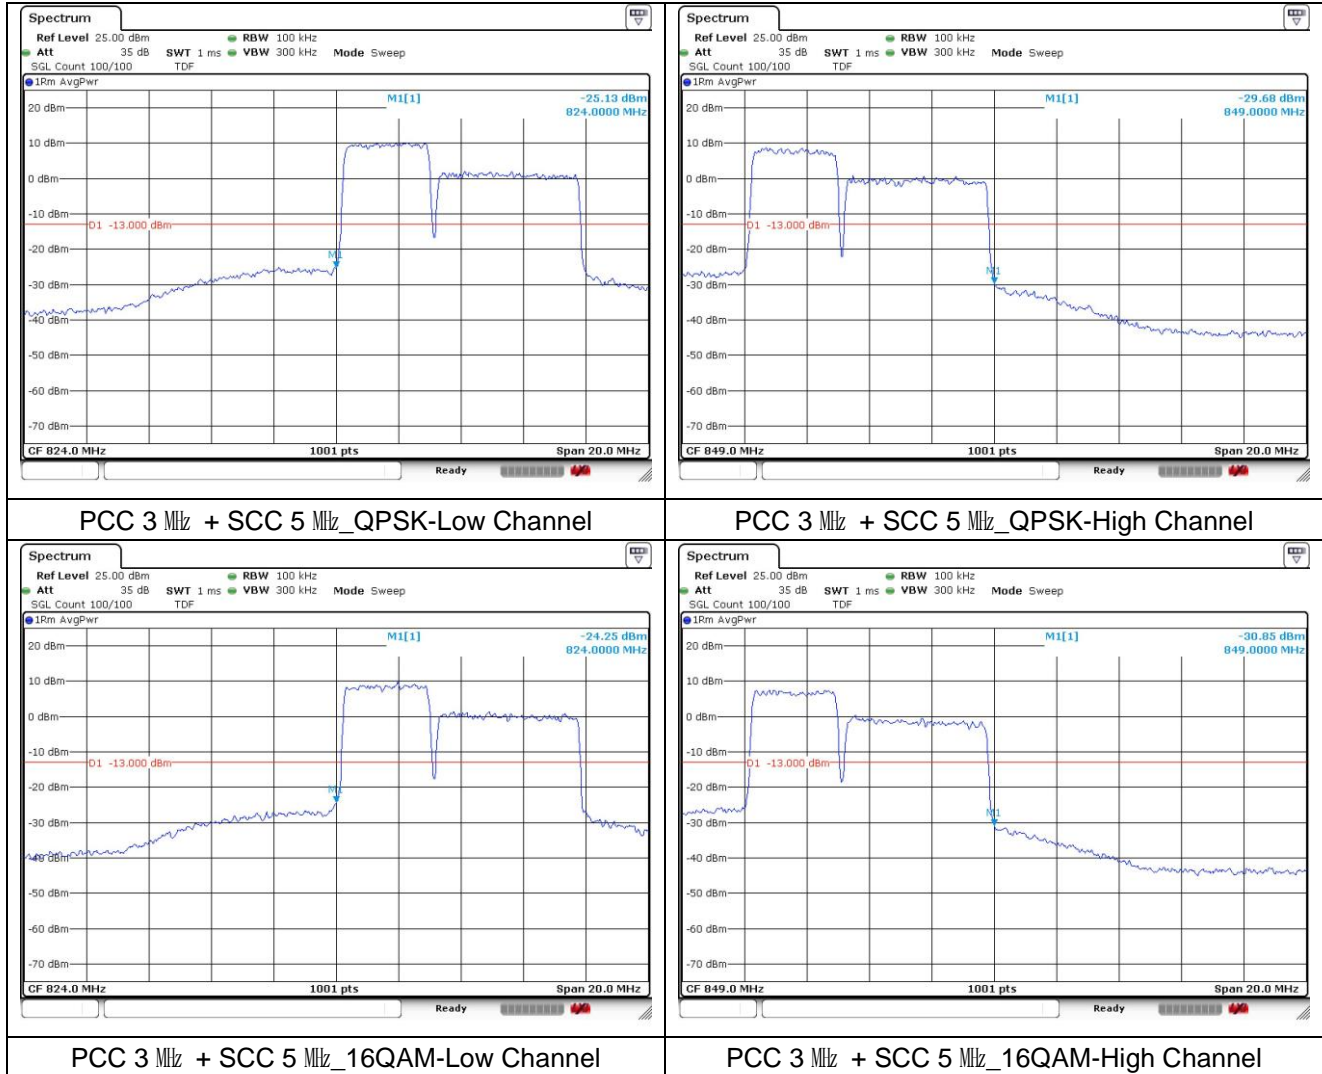 Spectrum
Ref Level 25.00 dBm RBW 100 kHz
Att 35 dB SWT 1 ms VBW 300 kHz Mode Sweep
SGL Count 100/100 TDF
1Rm AvgPwr
M1[1] -25.13 dBm
824.0000 MHz
20 dBm
10 dBm
0 dBm
-10 dBm
D1 -13.000 dBm
-20 dBm
M1
-30 dBm
-40 dBm
-50 dBm
-60 dBm
-70 dBm
CF 824.0 MHz 1001 pts Span 20.0 MHz
Ready
PCC 3 ㎒ + SCC 5 ㎒_QPSK-Low Channel
Spectrum
Ref Level 25.00 dBm RBW 100 kHz
Att 35 dB SWT 1 ms VBW 300 kHz Mode Sweep
SGL Count 100/100 TDF
1Rm AvgPwr
M1[1] -29.68 dBm
849.0000 MHz
20 dBm
10 dBm
0 dBm
-10 dBm
D1 -13.000 dBm
-20 dBm
M1
-30 dBm
-40 dBm
-50 dBm
-60 dBm
-70 dBm
CF 849.0 MHz 1001 pts Span 20.0 MHz
Ready
PCC 3 ㎒ + SCC 5 ㎒_QPSK-High Channel
Spectrum
Ref Level 25.00 dBm RBW 100 kHz
Att 35 dB SWT 1 ms VBW 300 kHz Mode Sweep
SGL Count 100/100 TDF
1Rm AvgPwr
M1[1] -24.25 dBm
824.0000 MHz
20 dBm
10 dBm
0 dBm
-10 dBm
D1 -13.000 dBm
-20 dBm
M1
-30 dBm
-40 dBm
-50 dBm
-60 dBm
-70 dBm
CF 824.0 MHz 1001 pts Span 20.0 MHz
Ready
PCC 3 ㎒ + SCC 5 ㎒_16QAM-Low Channel
Spectrum
Ref Level 25.00 dBm RBW 100 kHz
Att 35 dB SWT 1 ms VBW 300 kHz Mode Sweep
SGL Count 100/100 TDF
1Rm AvgPwr
M1[1] -30.85 dBm
849.0000 MHz
20 dBm
10 dBm
0 dBm
-10 dBm
D1 -13.000 dBm
-20 dBm
M1
-30 dBm
-40 dBm
-50 dBm
-60 dBm
-70 dBm
CF 849.0 MHz 1001 pts Span 20.0 MHz
Ready
PCC 3 ㎒ + SCC 5 ㎒_16QAM-High Channel